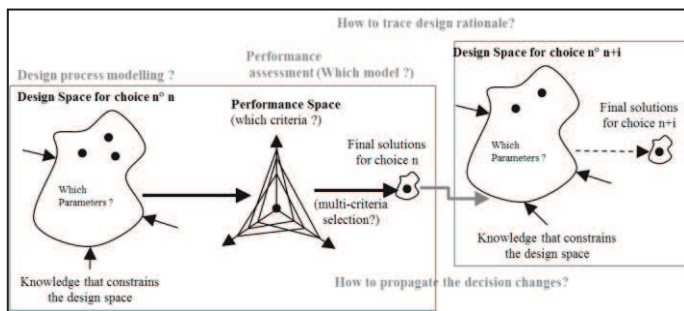 How to trace design rationale?
Design process modelling ?
Design Space for choice n° n
Performance
assessment (Which model ?)
Performance Space
(which criteria ?)
Which
Parameters ?
Knowledge that constrains
the design space
Final solutions
for choice n
(multi-criteria
selection?)
How to propagate the decision changes?
Design Space for choice n° n+i
Which
Parameters ?
Final solutions
for choice n+i
Knowledge that constrains
the design space